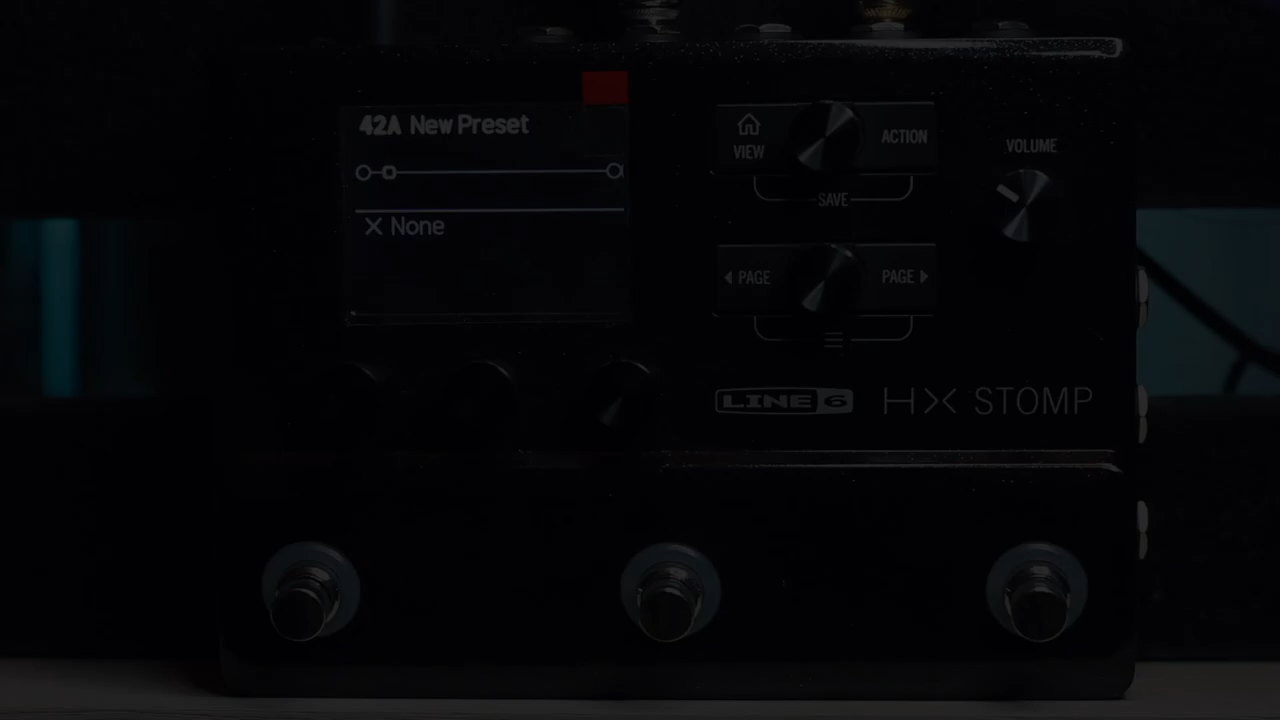 42A New Preset
None
VIEW
ACTION
SAVE
VOLUME
PAGE
PAGE
LINE 6 HX STOMP